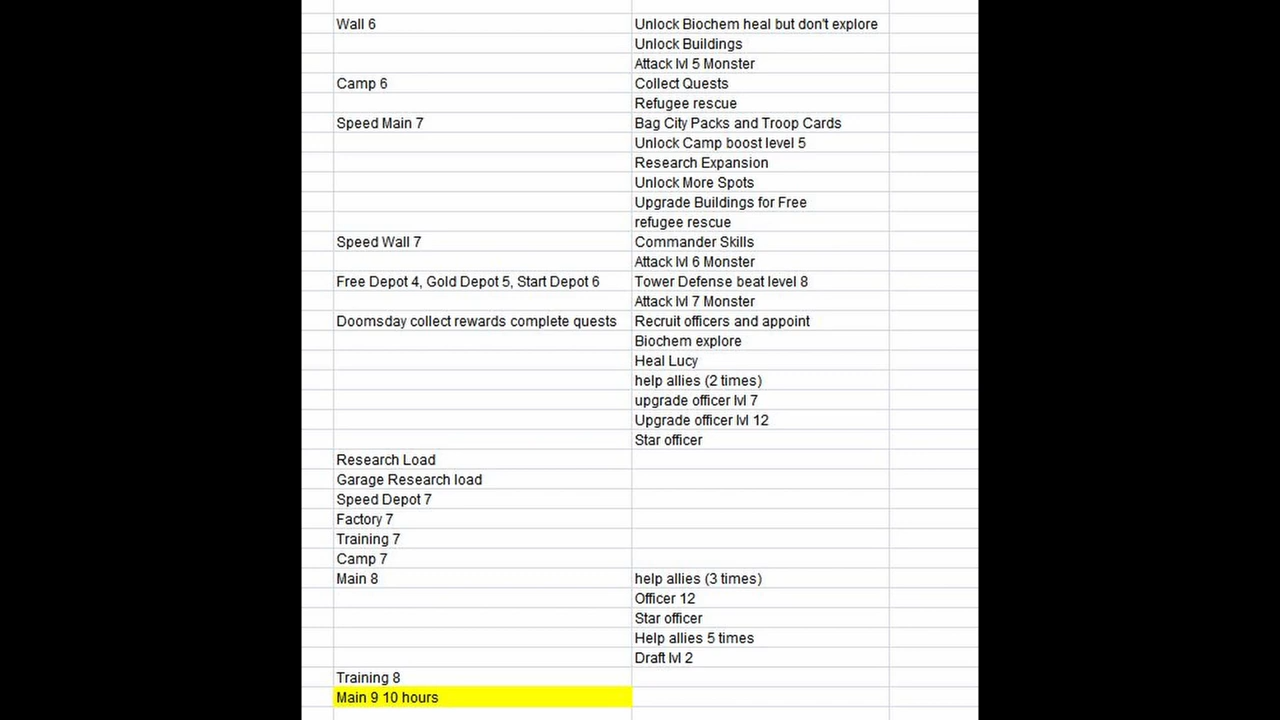 Wall 6 Unlock Biochem heal but don't explore
Unlock Buildings
Attack lvl 5 Monster
Camp 6 Collect Quests
Refugee rescue
Speed Main 7 Bag City Packs and Troop Cards
Unlock Camp boost level 5
Research Expansion
Unlock More Spots
Upgrade Buildings for Free
refugee rescue
Speed Wall 7 Commander Skills
Attack lvl 6 Monster
Free Depot 4, Gold Depot 5, Start Depot 6 Tower Defense beat level 8
Attack lvl 7 Monster
Doomsday collect rewards complete quests Recruit officers and appoint
Biochem explore
Heal Lucy
help allies (2 times)
upgrade officer lvl 7
Upgrade officer lvl 12
Star officer
Research Load
Garage Research load
Speed Depot 7
Factory 7
Training 7
Camp 7
Main 8 help allies (3 times)
Officer 12
Star officer
Help allies 5 times
Draft lvl 2
Training 8
Main 9 10 hours